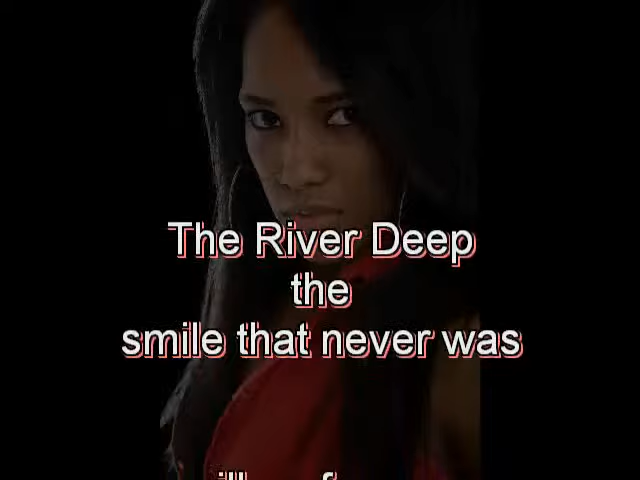 The River Deep
the
smile that never was